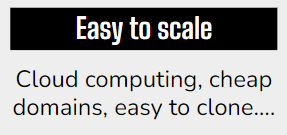 Easy to scale
Cloud computing, cheap
domains, easy to clone....